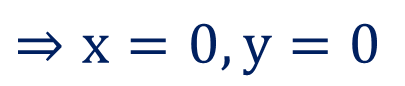 ⇒ x = 0, y = 0